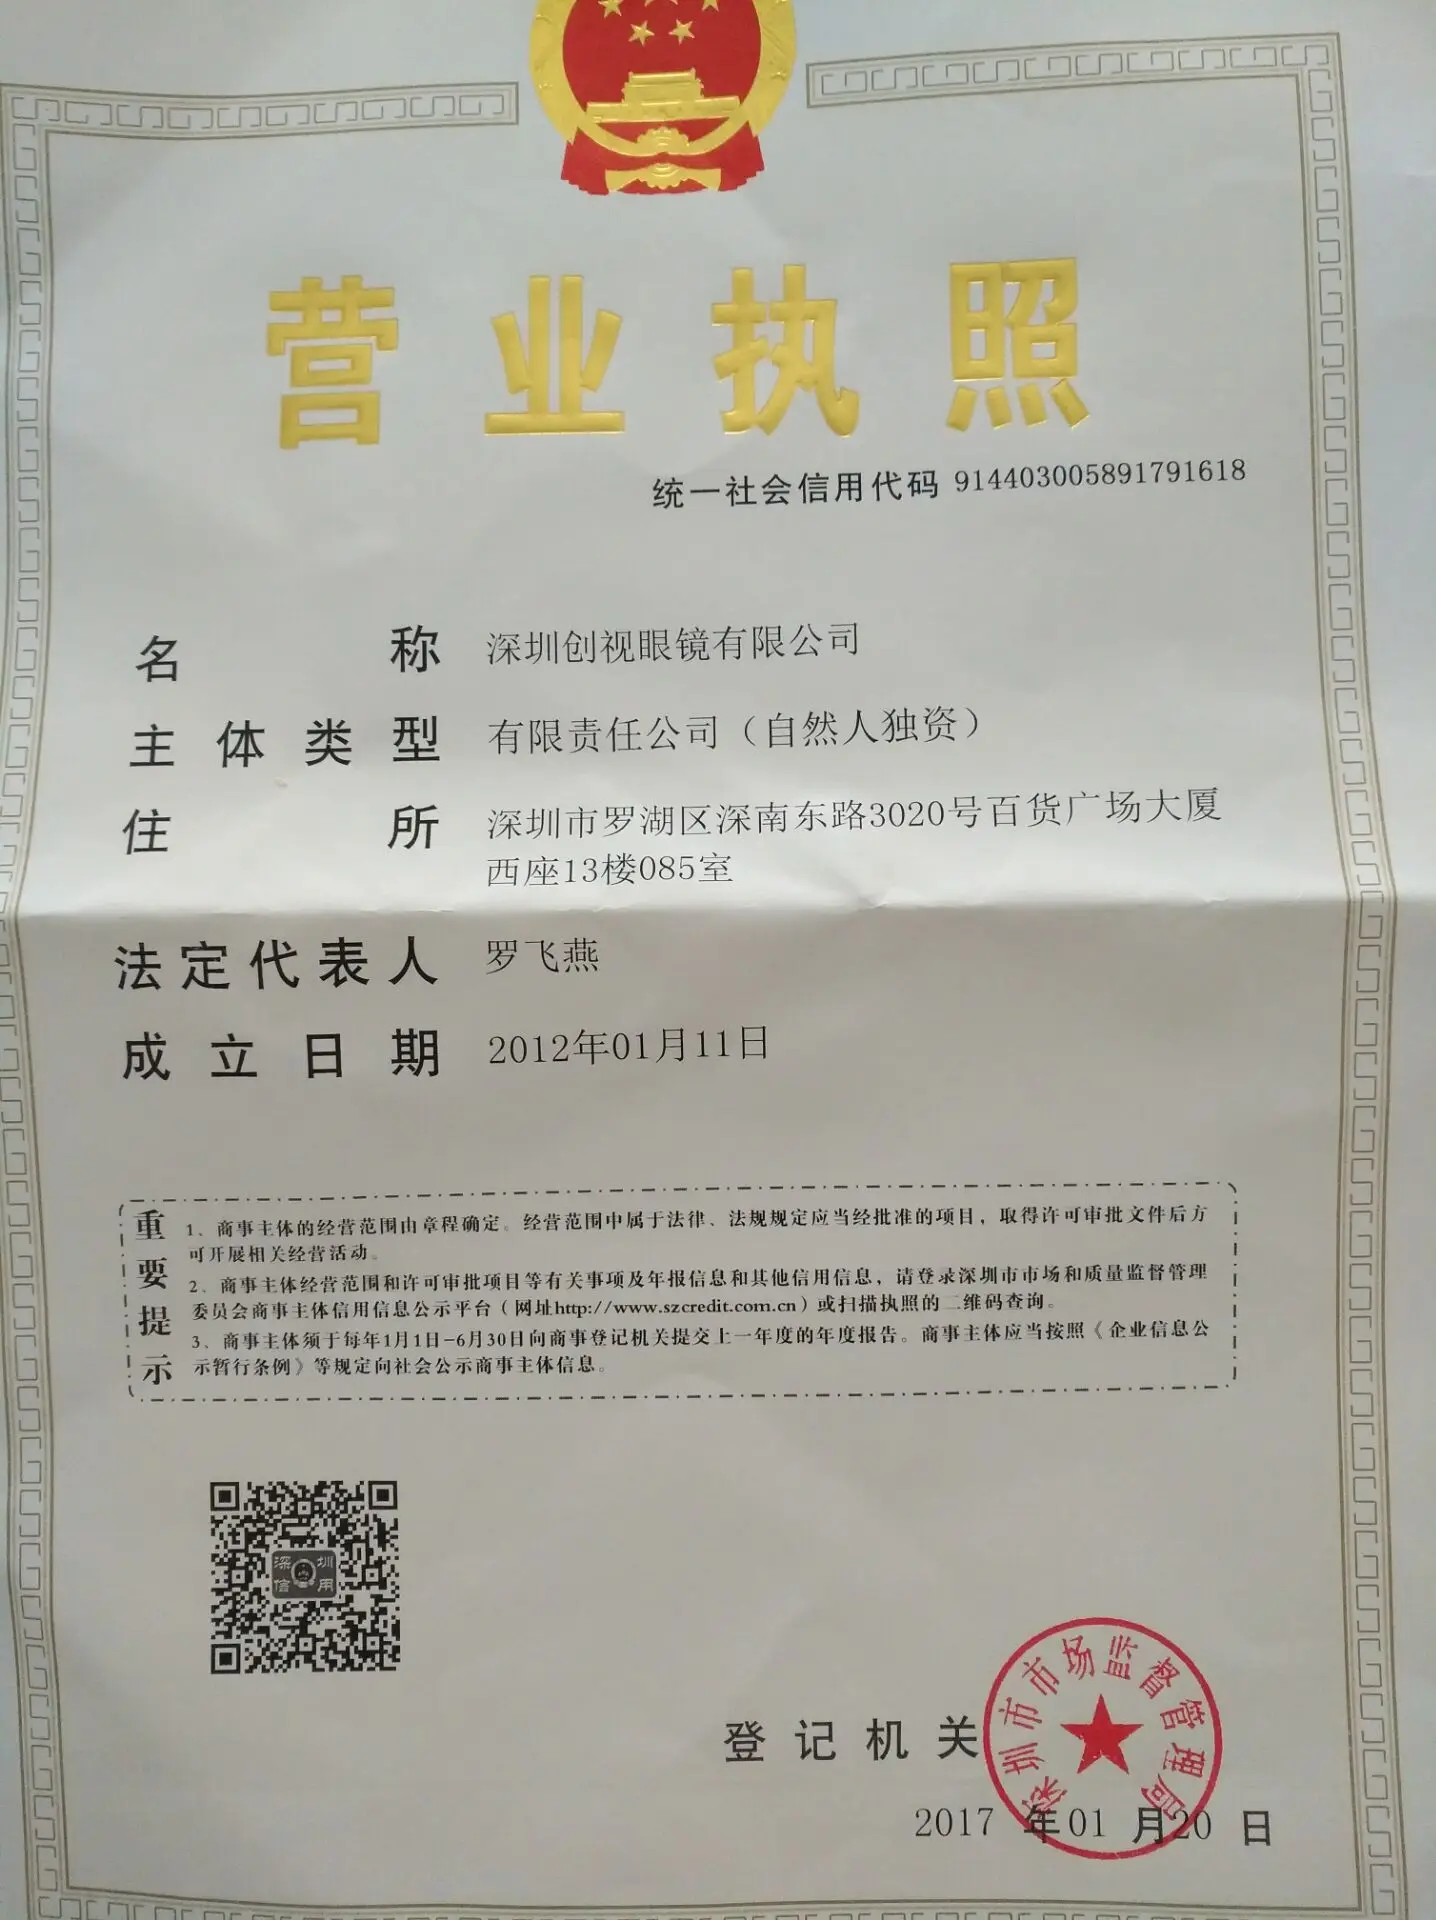 营业执照
统一社会信用代码 914403005891791618
名称 深圳创视眼镜有限公司
主体类型 有限责任公司（自然人独资）
住所 深圳市罗湖区深南东路3020号百货广场大厦
西座13楼085室
法定代表人 罗飞燕
成立日期 2012年01月11日
重要提示
1、商事主体的经营范围由章程确定。经营范围中属于法律、法规规定应当经批准的项目，取得许可审批文件后方
可开展相关经营活动。
2、商事主体经营范围和许可审批项目等有关事项及年报信息和其他信用信息，请登录深圳市市场和质量监督管理
委员会商事主体信用信息公示平台（网址http://www.szcredit.com.cn）或扫描执照的二维码查询。
3、商事主体须于每年1月1日-6月30日向商事登记机关提交上一年度的年度报告。商事主体应当按照《企业信息公
示暂行条例》等规定向社会公示商事主体信息。
深圳
信用
登记机关
深圳市市场监督管理局
2017年01月20日